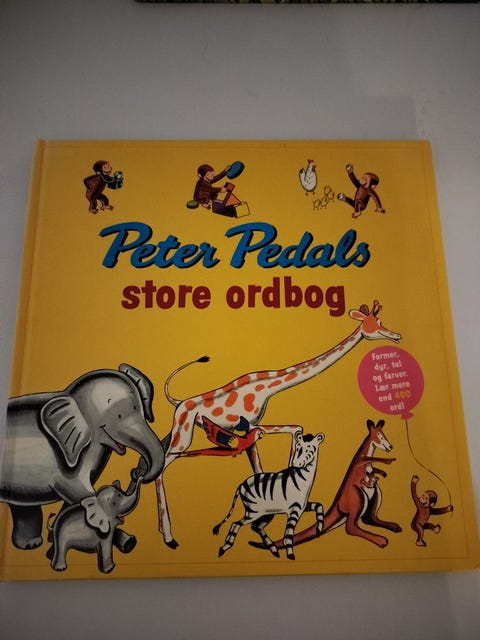 Peter Pedals
store ordbog
Former,
dyr, tal
og farver.
Lær mere
end 400
ord!